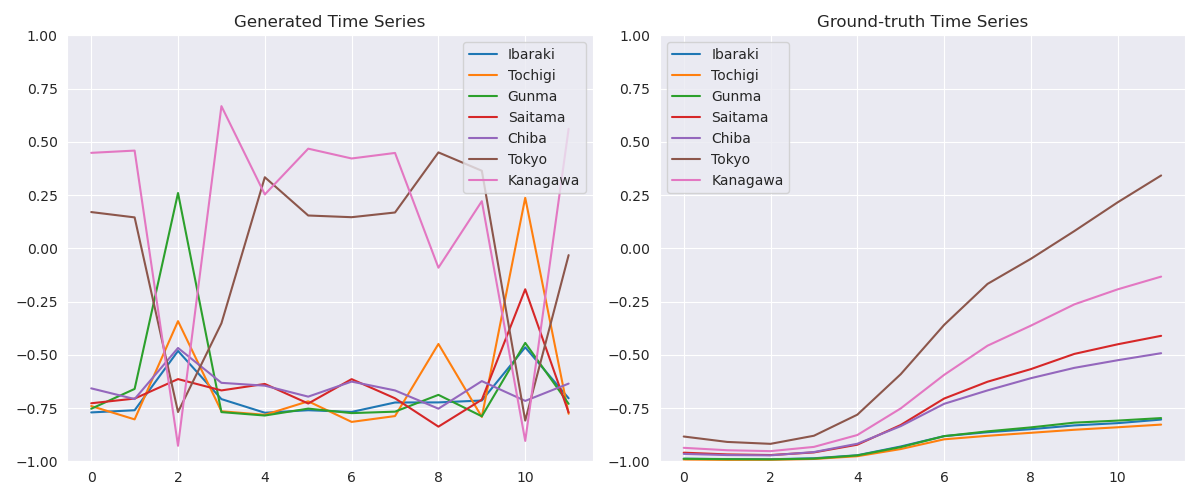 Generated Time Series
1.00
0.75
0.50
0.25
0.00
−0.25
−0.50
−0.75
−1.00
0 2 4 6 8 10
Ibaraki
Tochigi
Gunma
Saitama
Chiba
Tokyo
Kanagawa
Ground-truth Time Series
1.00
0.75
0.50
0.25
0.00
−0.25
−0.50
−0.75
−1.00
0 2 4 6 8 10
Ibaraki
Tochigi
Gunma
Saitama
Chiba
Tokyo
Kanagawa